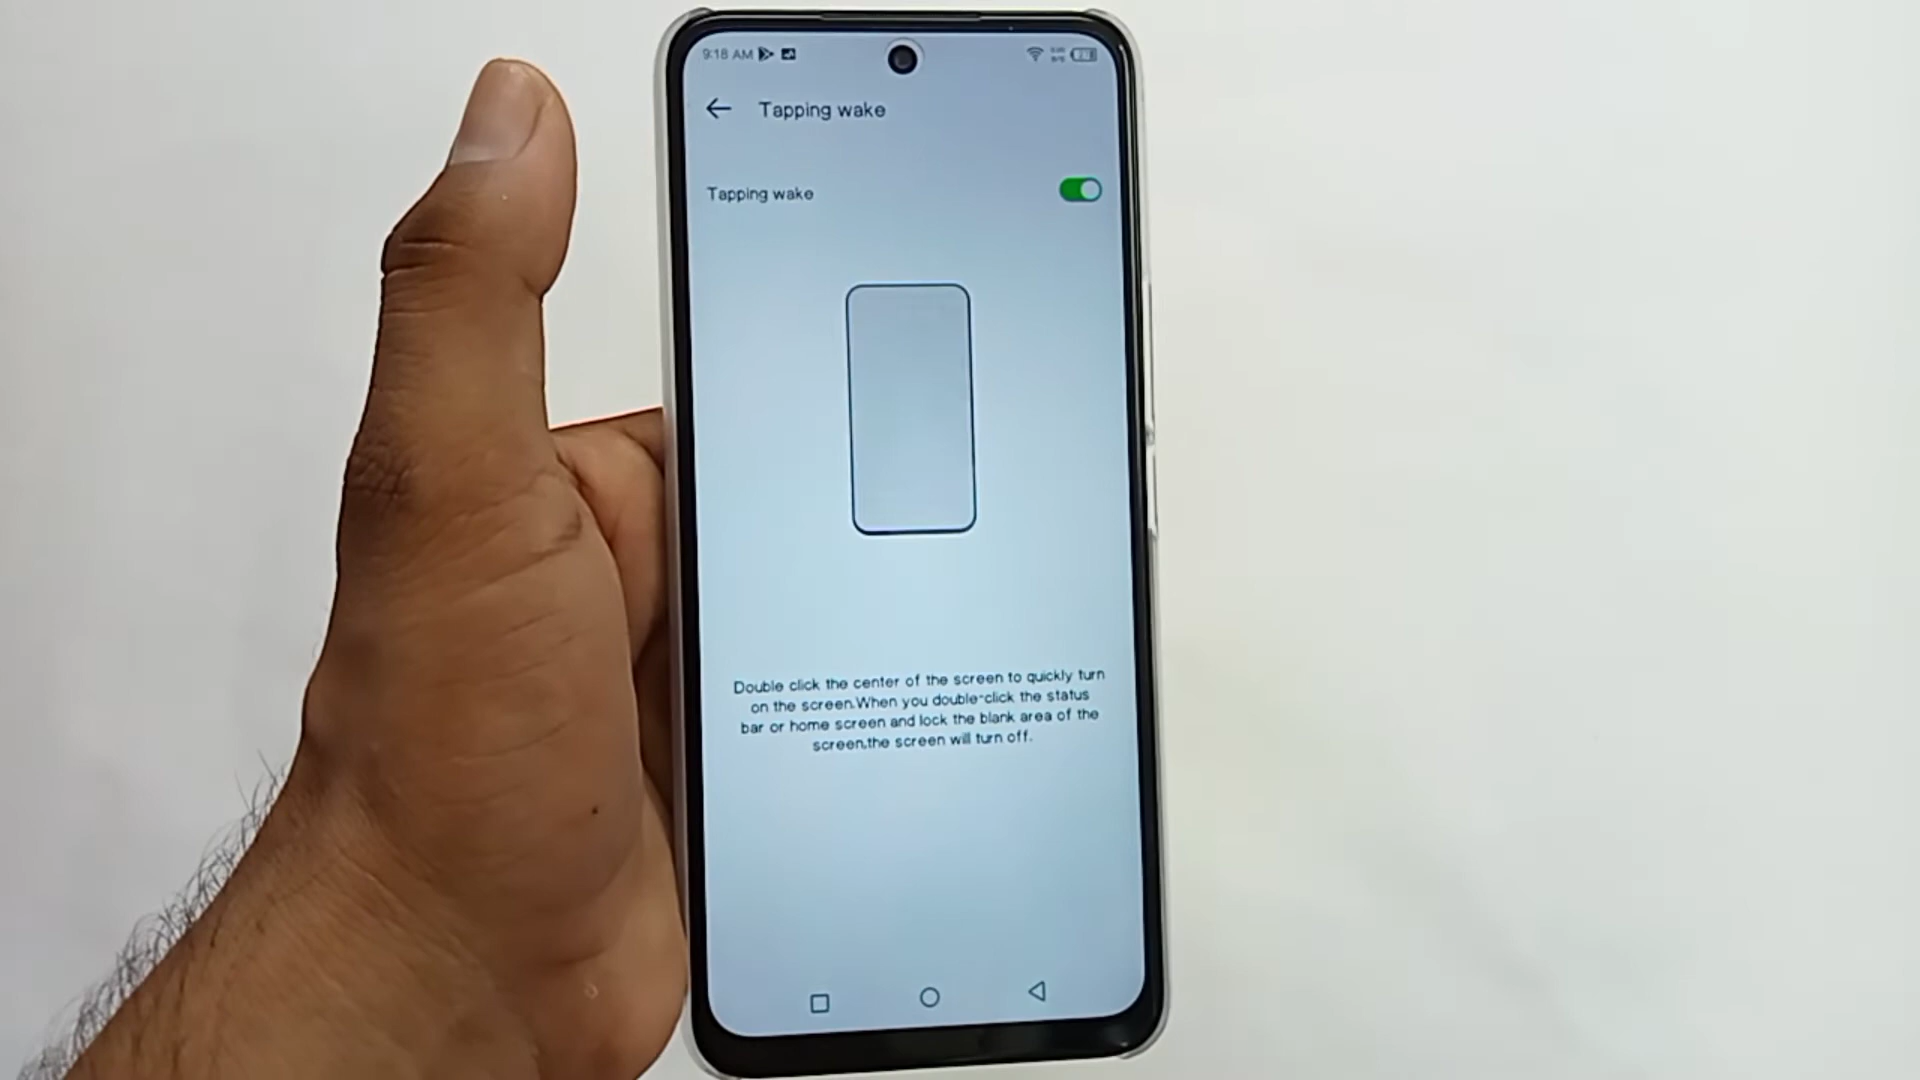 9:18 AM
Tapping wake
Tapping wake
Double click the center of the screen to quickly turn
on the screen.When you double-click the status
bar or home screen and lock the blank area of the
screen,the screen will turn off.